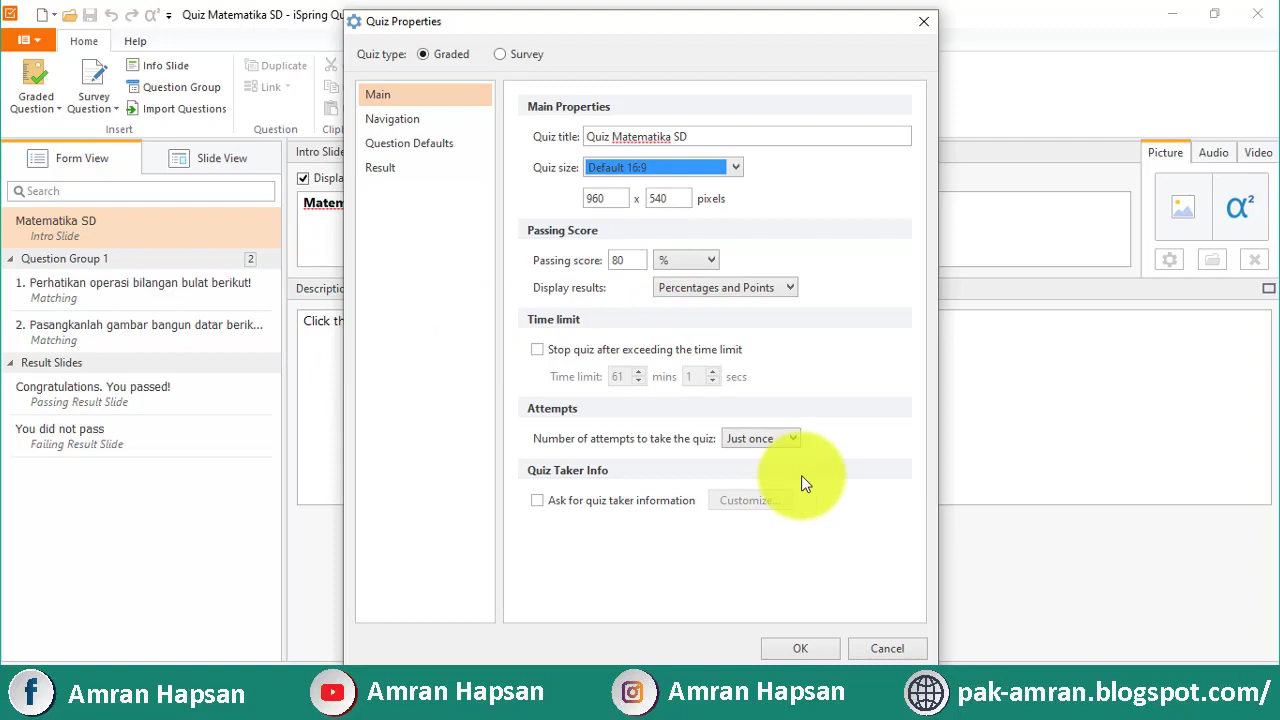 Quiz Matematika SD - iSpring Qu
Quiz Properties
Quiz type: Graded Survey
Home Help
Graded Question
Survey Question
Info Slide
Question Group
Import Questions
Insert
Duplicate
Link
Question
Clipb
Form View Slide View
Search
Matematika SD
Intro Slide
Question Group 1 2
1. Perhatikan operasi bilangan bulat berikut!
Matching
2. Pasangkanlah gambar bangun datar berik...
Matching
Result Slides
Congratulations. You passed!
Passing Result Slide
You did not pass
Failing Result Slide
Intro Slide
Displa
Matem
Descriptio
Click th
Main
Navigation
Question Defaults
Result
Main Properties
Quiz title: Quiz Matematika SD
Quiz size: Default 16:9
960 x 540 pixels
Passing Score
Passing score: 80 %
Display results: Percentages and Points
Time limit
Stop quiz after exceeding the time limit
Time limit: 61 mins 1 secs
Attempts
Number of attempts to take the quiz: Just once
Quiz Taker Info
Ask for quiz taker information Customize...
OK Cancel
Picture Audio Video
α²
Amran Hapsan Amran Hapsan Amran Hapsan pak-amran.blogspot.com/